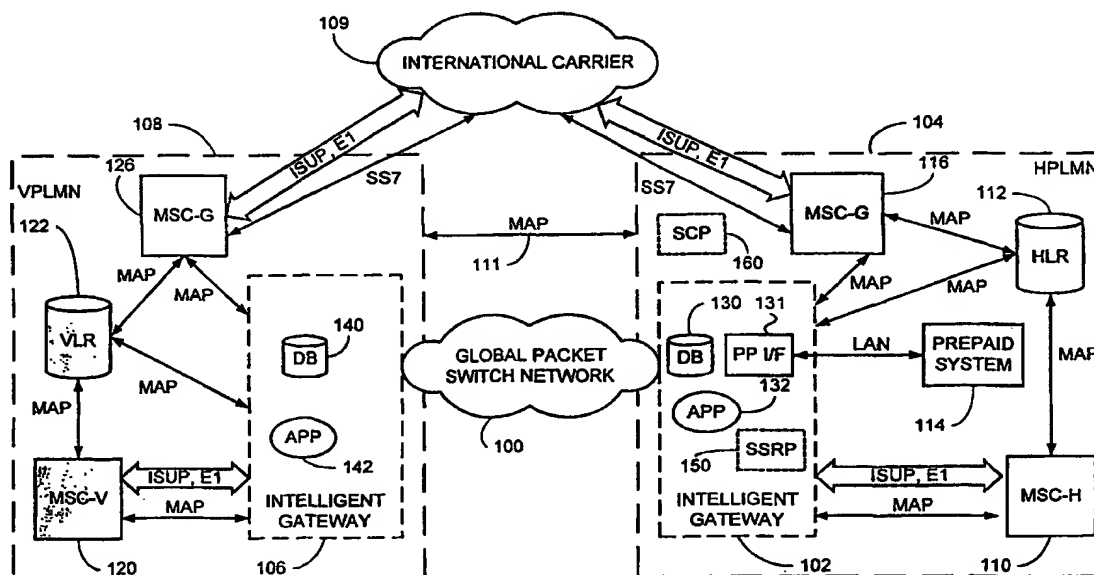 109
INTERNATIONAL CARRIER
108
104
ISUP, E1
ISUP, E1
VPLMN
126
SS7
SS7
116
HPLMN
MSC-G
MSC-G
112
122
MAP
111
SCP
160
MAP
HLR
MAP
MAP
MAP
MAP
VLR
140
DB
GLOBAL PACKET
SWITCH NETWORK
130
131
DB
PP I/F
LAN
PREPAID
SYSTEM
MAP
MAP
MAP
APP
132
114
APP
142
100
150
SSRP
MSC-V
ISUP, E1
MAP
INTELLIGENT
GATEWAY
INTELLIGENT
GATEWAY
ISUP, E1
MAP
MSC-H
120
106
102
110